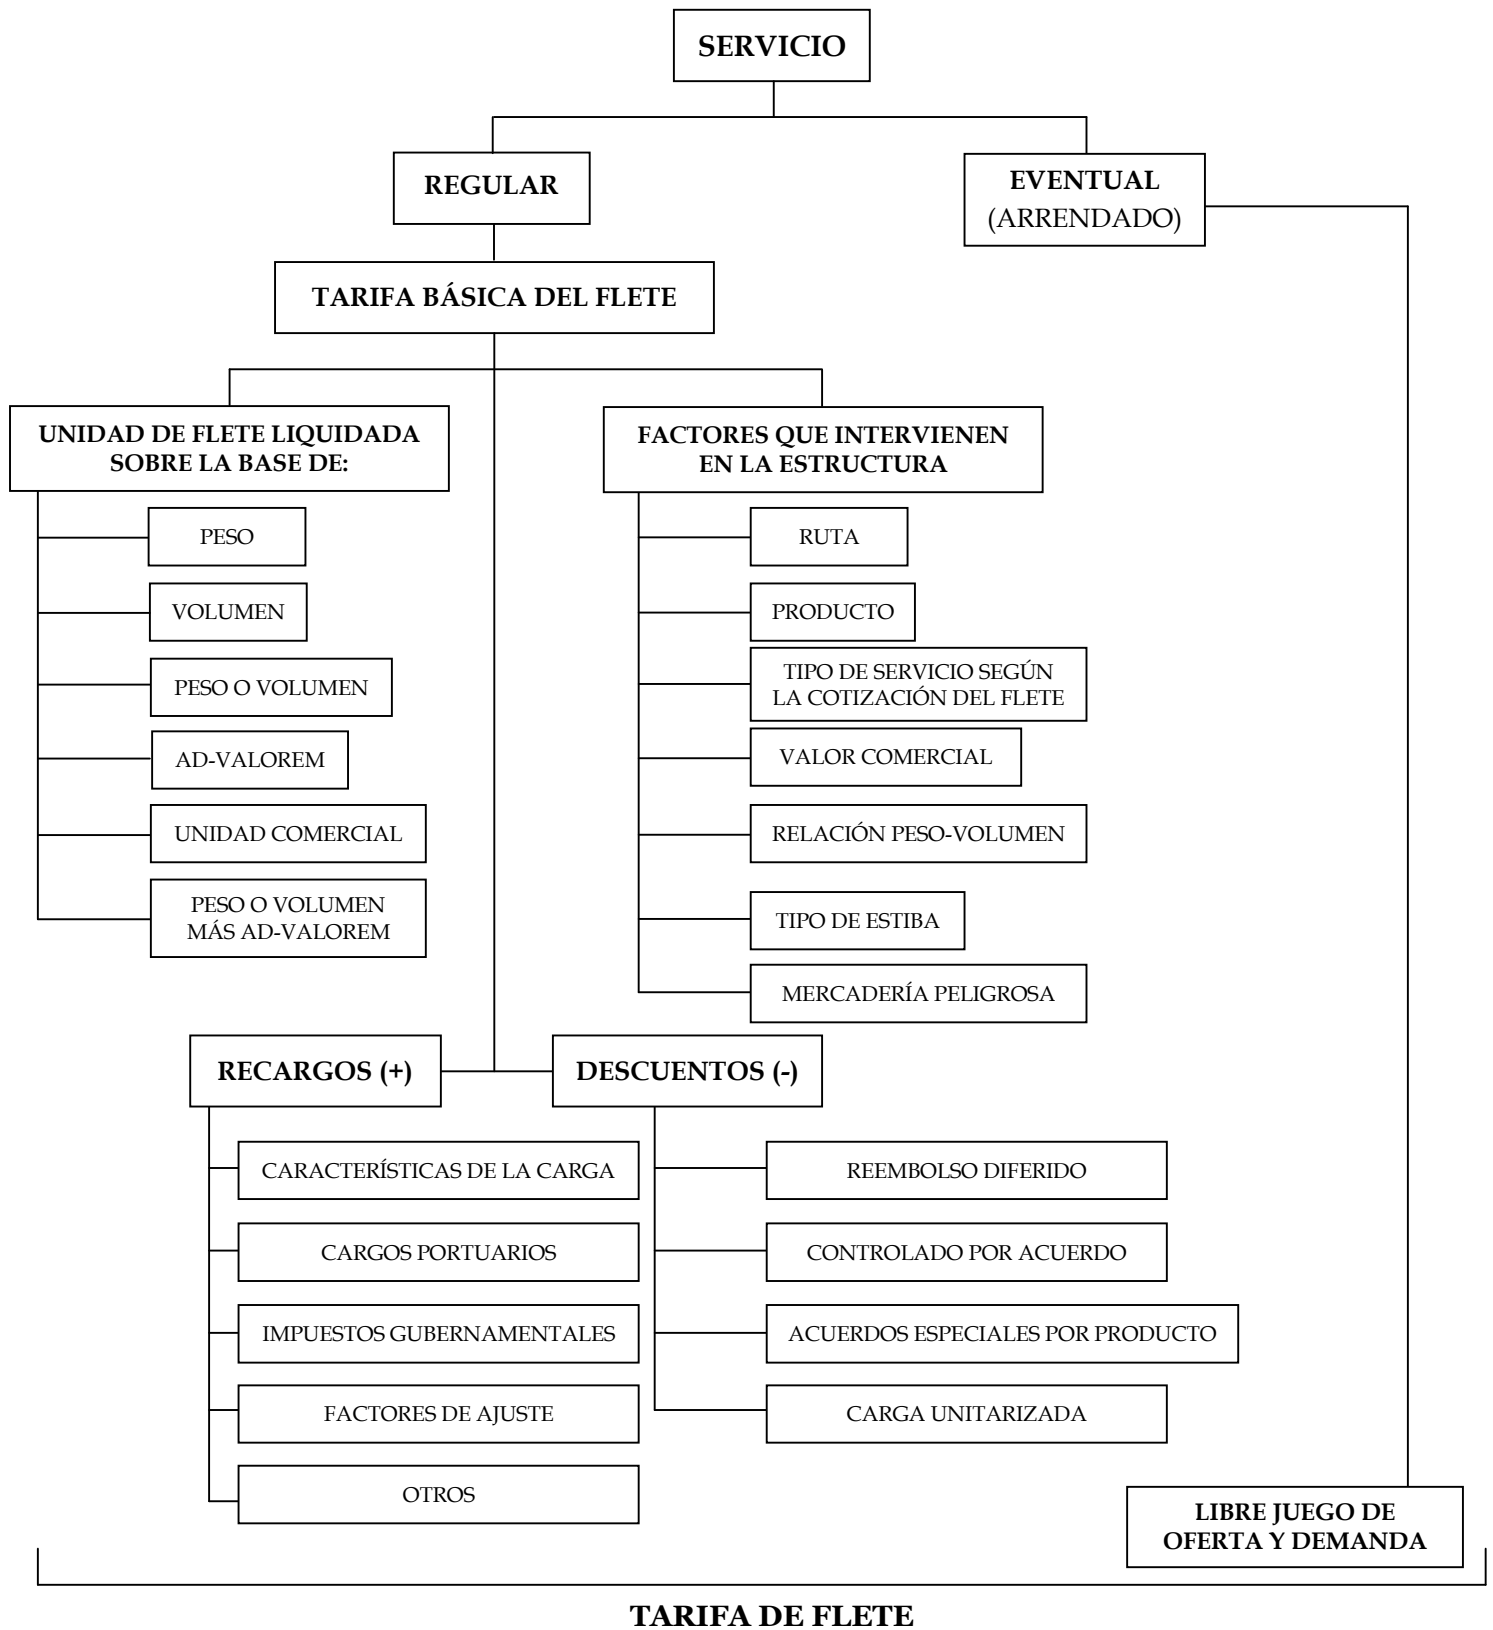 SERVICIO
REGULAR
EVENTUAL
(ARRENDADO)
TARIFA BÁSICA DEL FLETE
UNIDAD DE FLETE LIQUIDADA
SOBRE LA BASE DE:
PESO
VOLUMEN
PESO O VOLUMEN
AD-VALOREM
UNIDAD COMERCIAL
PESO O VOLUMEN
MÁS AD-VALOREM
FACTORES QUE INTERVIENEN
EN LA ESTRUCTURA
RUTA
PRODUCTO
TIPO DE SERVICIO SEGÚN
LA COTIZACIÓN DEL FLETE
VALOR COMERCIAL
RELACIÓN PESO-VOLUMEN
TIPO DE ESTIBA
MERCADERÍA PELIGROSA
RECARGOS (+)
CARACTERÍSTICAS DE LA CARGA
CARGOS PORTUARIOS
IMPUESTOS GUBERNAMENTALES
FACTORES DE AJUSTE
OTROS
DESCUENTOS (-)
REEMBOLSO DIFERIDO
CONTROLADO POR ACUERDO
ACUERDOS ESPECIALES POR PRODUCTO
CARGA UNITARIZADA
LIBRE JUEGO DE
OFERTA Y DEMANDA
TARIFA DE FLETE